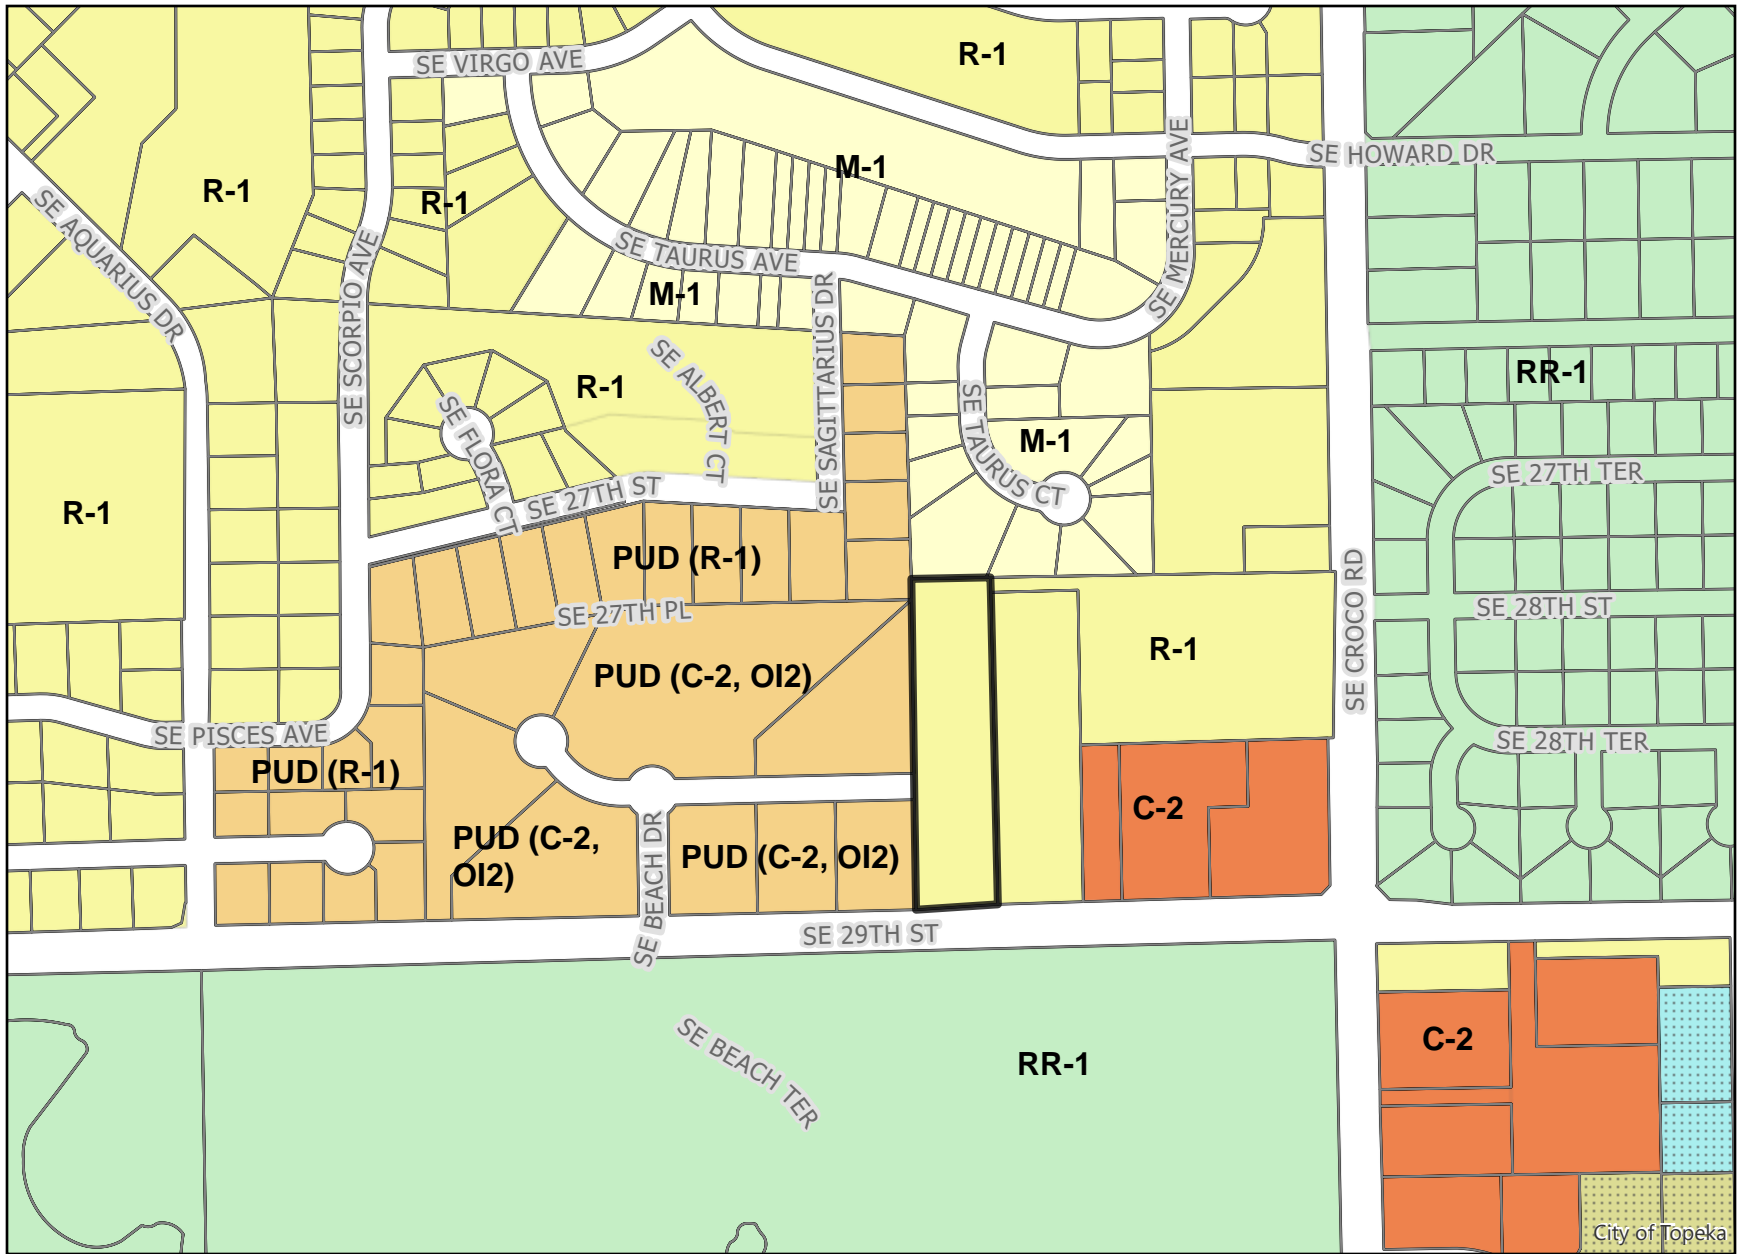 R-1
SE VIRGO AVE
SE HOWARD DR
M-1
SE MERCURY AVE
R-1
R-1
SE AQUARIUS DR
SE SCORPIO AVE
SE TAURUS AVE
M-1
SE SAGITTARIUS DR
SE ALBERT CT
R-1
RR-1
SE FLORA CT
SE TAURUS CT
M-1
SE 27TH TER
SE 27TH ST
R-1
PUD (R-1)
SE CROCO RD
SE 27TH PL
SE 28TH ST
R-1
PUD (C-2, OI2)
SE PISCES AVE
SE 28TH TER
PUD (R-1)
C-2
PUD (C-2,
OI2)
SE BEACH DR
PUD (C-2, OI2)
SE 29TH ST
SE BEACH TER
RR-1
C-2
City of Topeka